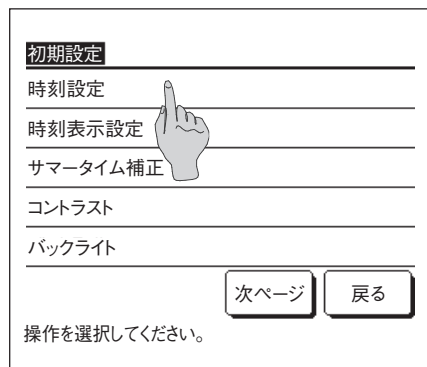 初期設定
時刻設定
時刻表示設定
サマータイム補正
コントラスト
バックライト
次ページ 戻る
操作を選択してください。